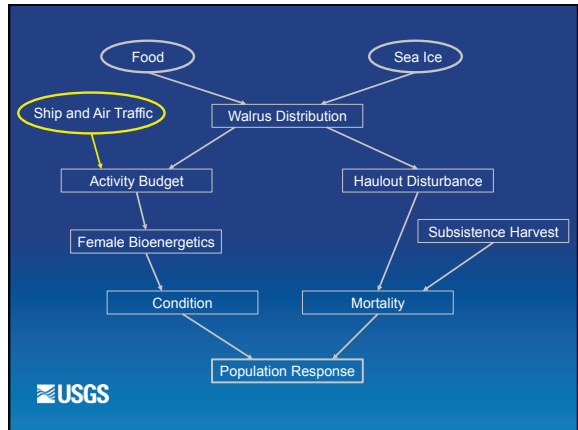 Food
Sea Ice
Ship and Air Traffic
Walrus Distribution
Activity Budget
Haulout Disturbance
Female Bioenergetics
Subsistence Harvest
Condition
Mortality
Population Response
USGS